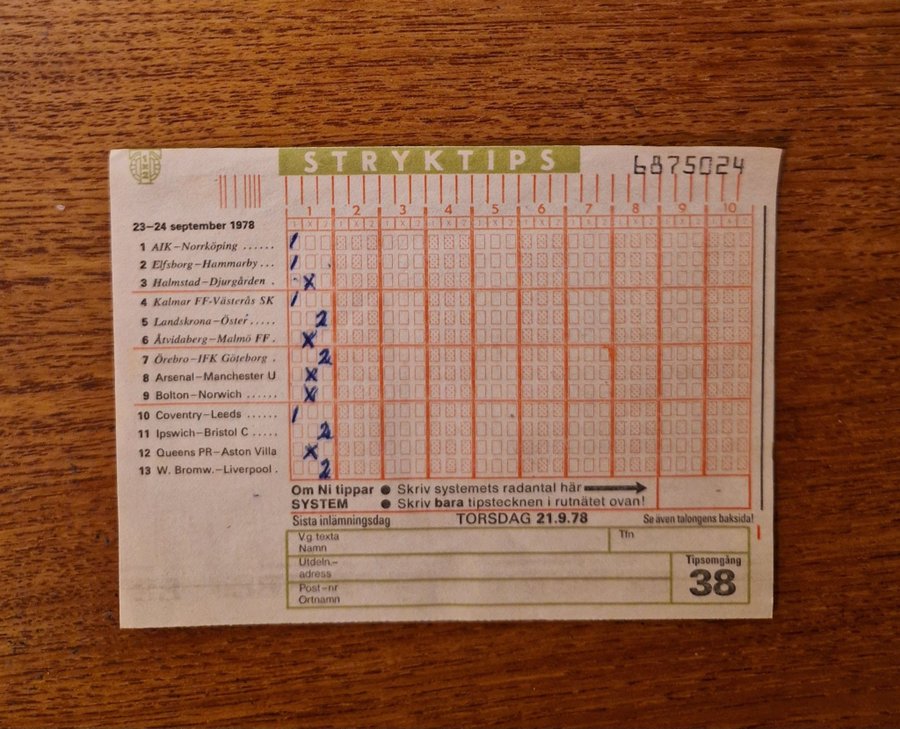 STRYKTIPS 6875024
1 2 3 4 5 6 7 8 9 10
23–24 september 1978
1 AIK–Norrköping ...... 1
2 Elfsborg–Hammarby... 1
3 Halmstad–Djurgården . X
4 Kalmar FF-Västerås SK 1
5 Landskrona–Öster..... 2
6 Åtvidaberg–Malmö FF . X
7 Örebro–IFK Göteborg . 2
8 Arsenal–Manchester U X
9 Bolton–Norwich ...... X
10 Coventry–Leeds ...... 1
11 Ipswich–Bristol C ..... 2
12 Queens PR–Aston Villa X
13 W. Bromw.–Liverpool . 2
Om Ni tippar ● Skriv systemets radantal här
SYSTEM ● Skriv bara tipstecknen i rutnätet ovan!
Sista inlämningsdag TORSDAG 21.9.78 Se även talongens baksida!
V.g. texta Tfn
Namn
Utdeln.–
adress
Post–nr
Ortnamn
Tipsomgång
38